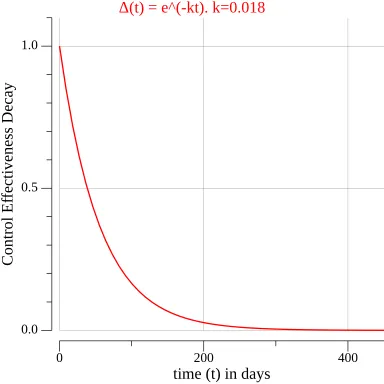 Δ(t) = e^(-kt). k=0.018
1.0
Control Effectiveness Decay
0.5
0.0
0 200 400
time (t) in days